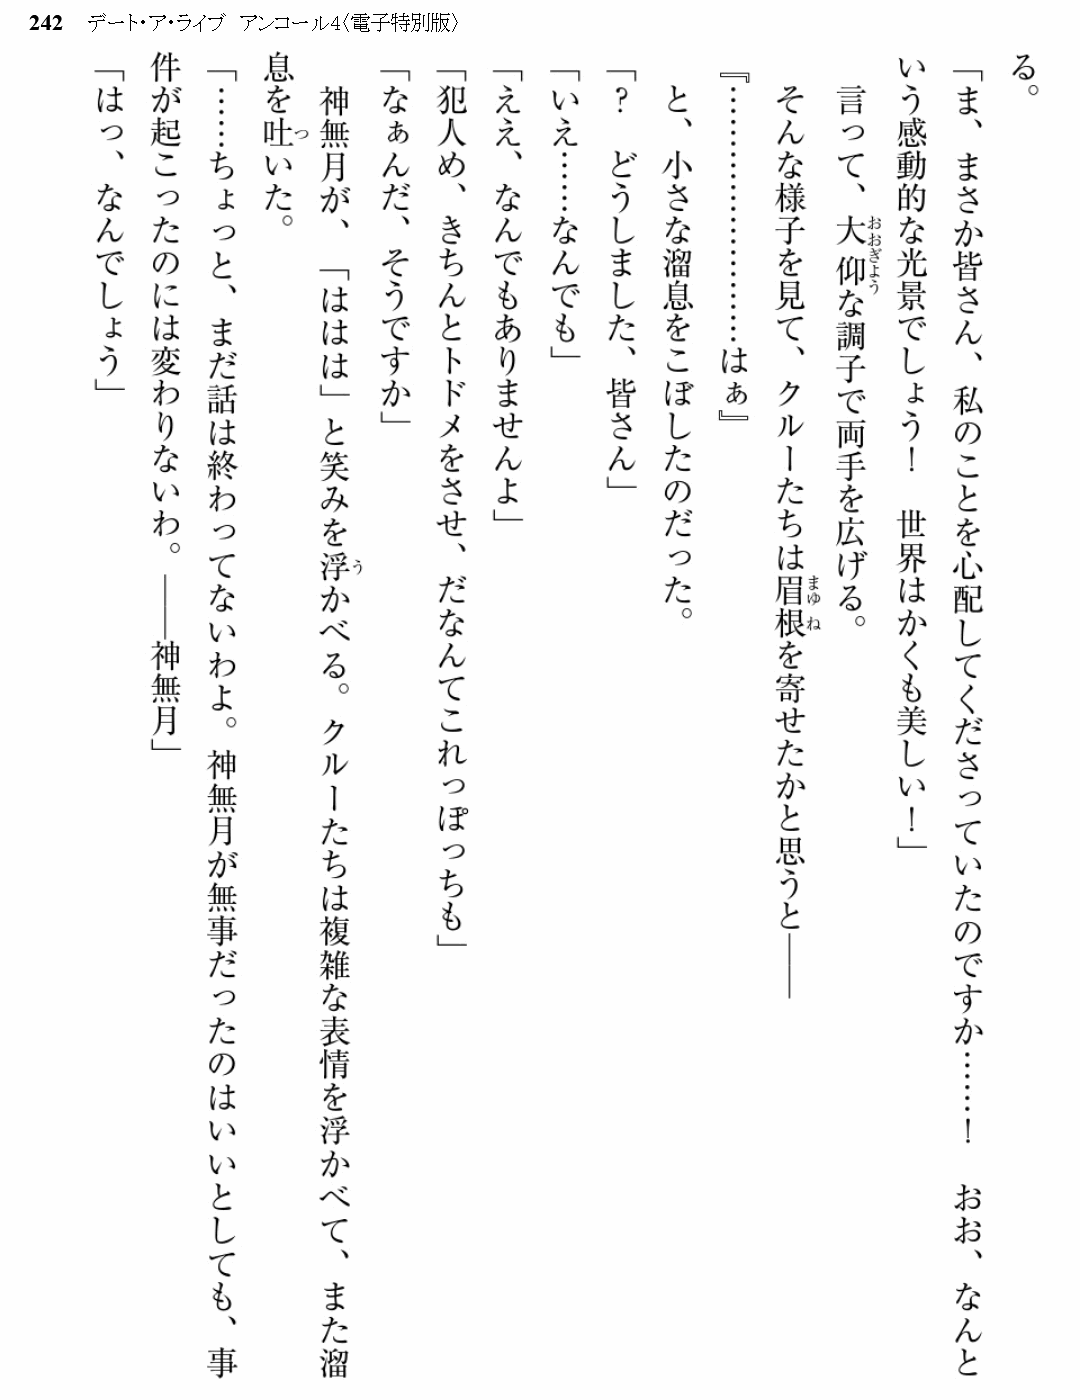 242 デート・ア・ライブ アンコール4〈電子特別版〉
る。
「ま、まさか皆さん、私のことを心配してくださっていたのですか……！　おお、なんと
いう感動的な光景でしょう！　世界はかくも美しい！」
　言って、大仰な調子で両手を広げる。
　そんな様子を見て、クルーたちは眉根を寄せたかと思うと――
『……………………はぁ』
　と、小さな溜息をこぼしたのだった。
「？　どうしました、皆さん」
「いえ……なんでも」
「ええ、なんでもありませんよ」
「犯人め、きちんとトドメをさせ、だなんてこれっぽっちも」
「なぁんだ、そうですか」
　神無月が、「ははは」と笑みを浮かべる。クルーたちは複雑な表情を浮かべて、また溜
息を吐いた。
「……ちょっと、まだ話は終わってないわよ。神無月が無事だったのはいいとしても、事
件が起こったのには変わりないわ。――神無月」
「はっ、なんでしょう」